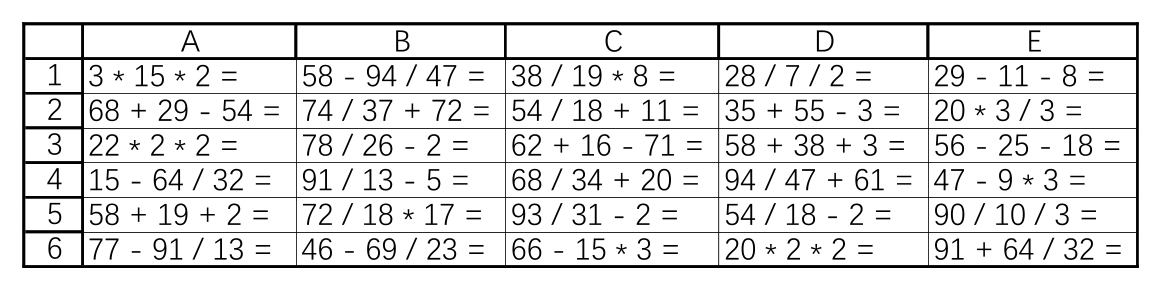 A B C D E
1 3 * 15 * 2 = 58 - 94 / 47 = 38 / 19 * 8 = 28 / 7 / 2 = 29 - 11 - 8 =
2 68 + 29 - 54 = 74 / 37 + 72 = 54 / 18 + 11 = 35 + 55 - 3 = 20 * 3 / 3 =
3 22 * 2 * 2 = 78 / 26 - 2 = 62 + 16 - 71 = 58 + 38 + 3 = 56 - 25 - 18 =
4 15 - 64 / 32 = 91 / 13 - 5 = 68 / 34 + 20 = 94 / 47 + 61 = 47 - 9 * 3 =
5 58 + 19 + 2 = 72 / 18 * 17 = 93 / 31 - 2 = 54 / 18 - 2 = 90 / 10 / 3 =
6 77 - 91 / 13 = 46 - 69 / 23 = 66 - 15 * 3 = 20 * 2 * 2 = 91 + 64 / 32 =